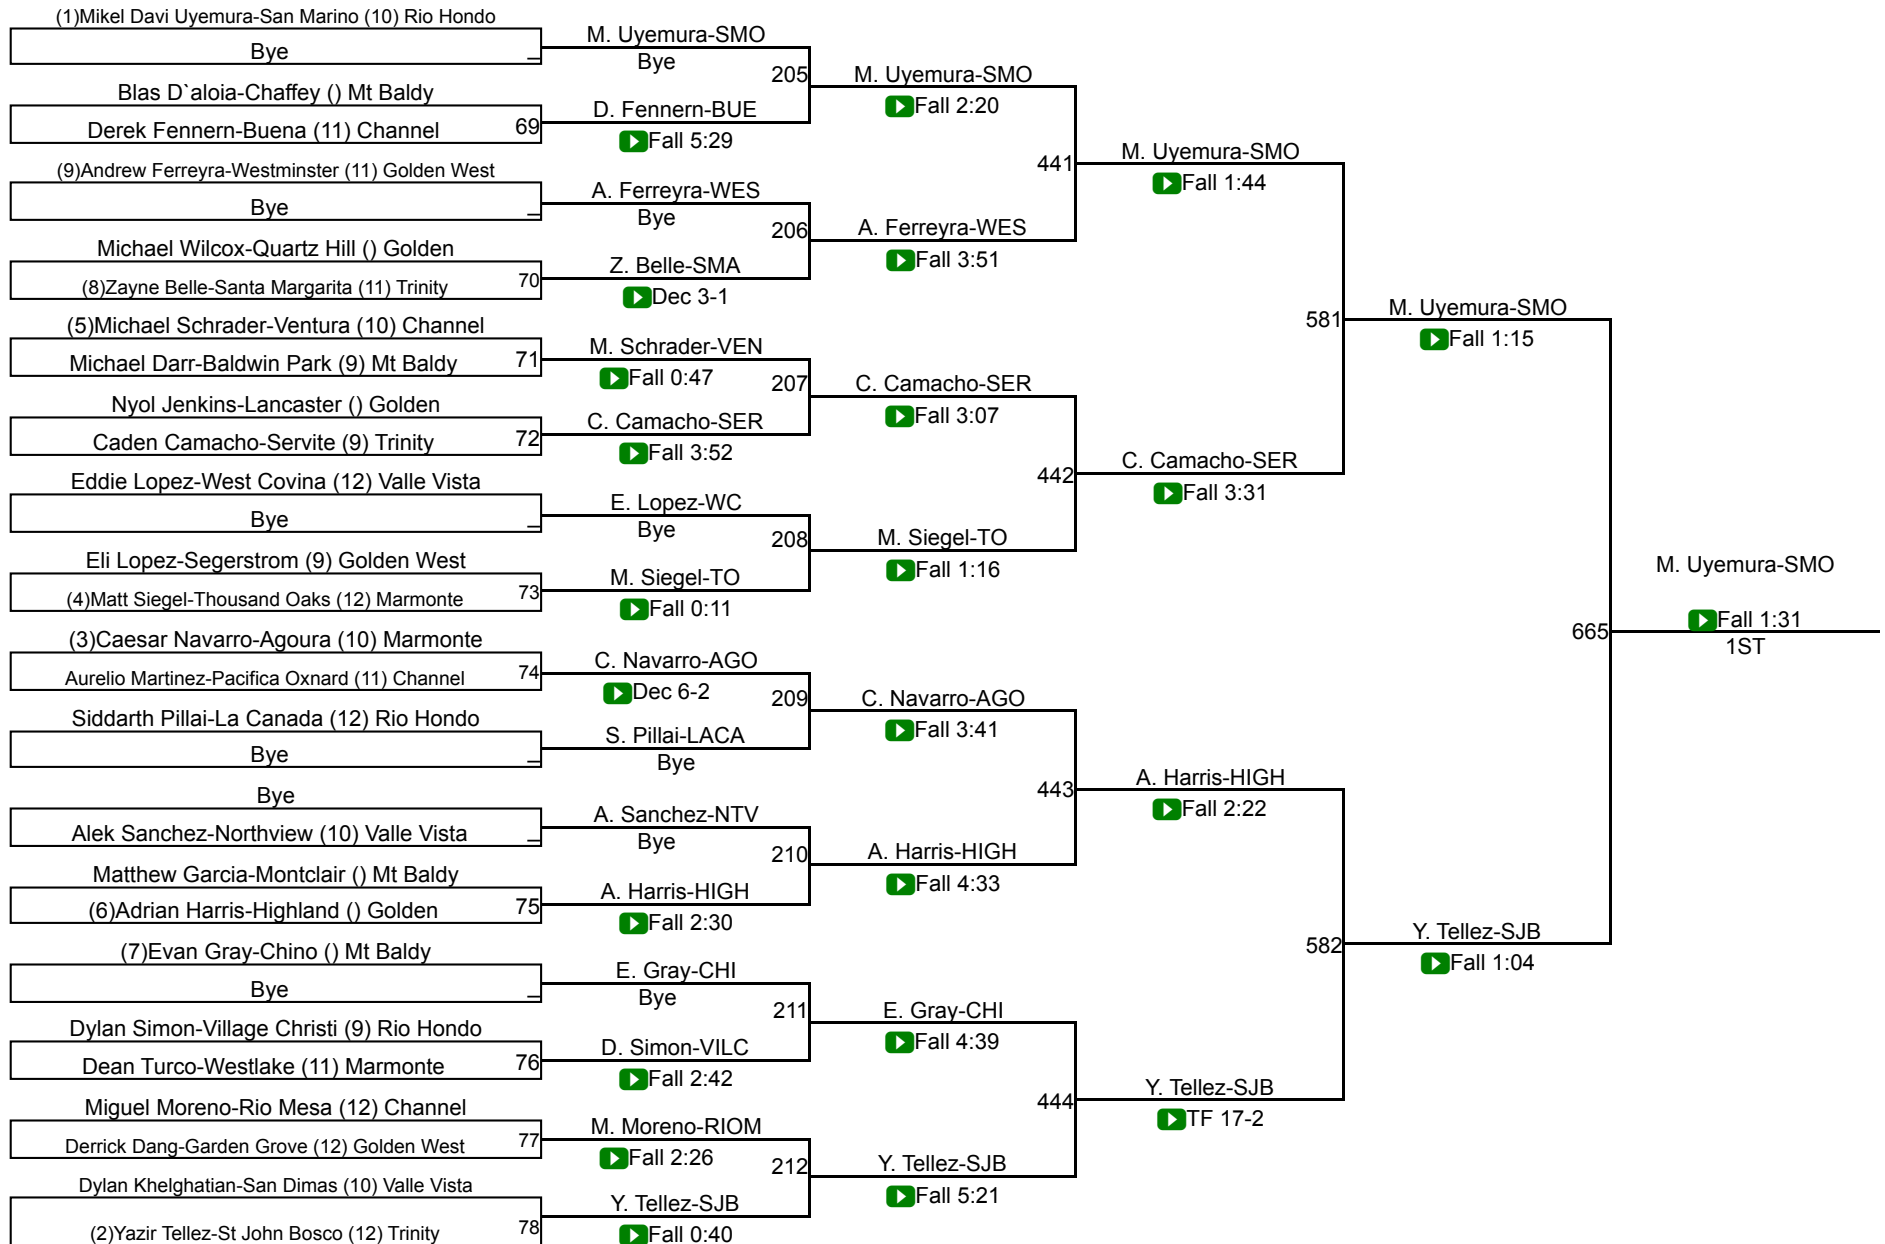 (1)Mikel Davi Uyemura-San Marino (10) Rio Hondo
Bye
Blas D`aloia-Chaffey () Mt Baldy
Derek Fennern-Buena (11) Channel
69
(9)Andrew Ferreyra-Westminster (11) Golden West
Bye
Michael Wilcox-Quartz Hill () Golden
(8)Zayne Belle-Santa Margarita (11) Trinity
70
(5)Michael Schrader-Ventura (10) Channel
Michael Darr-Baldwin Park (9) Mt Baldy
71
Nyol Jenkins-Lancaster () Golden
Caden Camacho-Servite (9) Trinity
72
Eddie Lopez-West Covina (12) Valle Vista
Bye
Eli Lopez-Segerstrom (9) Golden West
(4)Matt Siegel-Thousand Oaks (12) Marmonte
73
(3)Caesar Navarro-Agoura (10) Marmonte
Aurelio Martinez-Pacifica Oxnard (11) Channel
74
Siddarth Pillai-La Canada (12) Rio Hondo
Bye
Bye
Alek Sanchez-Northview (10) Valle Vista
Matthew Garcia-Montclair () Mt Baldy
(6)Adrian Harris-Highland () Golden
75
(7)Evan Gray-Chino () Mt Baldy
Bye
Dylan Simon-Village Christi (9) Rio Hondo
Dean Turco-Westlake (11) Marmonte
76
Miguel Moreno-Rio Mesa (12) Channel
Derrick Dang-Garden Grove (12) Golden West
77
Dylan Khelghatian-San Dimas (10) Valle Vista
(2)Yazir Tellez-St John Bosco (12) Trinity
78
M. Uyemura-SMO
Bye
205
D. Fennern-BUE
Fall 5:29
A. Ferreyra-WES
Bye
206
Z. Belle-SMA
Dec 3-1
M. Schrader-VEN
Fall 0:47
207
C. Camacho-SER
Fall 3:52
E. Lopez-WC
Bye
208
M. Siegel-TO
Fall 0:11
C. Navarro-AGO
Dec 6-2
209
S. Pillai-LACA
Bye
A. Sanchez-NTV
Bye
210
A. Harris-HIGH
Fall 2:30
E. Gray-CHI
Bye
211
D. Simon-VILC
Fall 2:42
M. Moreno-RIOM
Fall 2:26
212
Y. Tellez-SJB
Fall 0:40
M. Uyemura-SMO
Fall 2:20
441
A. Ferreyra-WES
Fall 3:51
C. Camacho-SER
Fall 3:07
442
M. Siegel-TO
Fall 1:16
C. Navarro-AGO
Fall 3:41
443
A. Harris-HIGH
Fall 4:33
E. Gray-CHI
Fall 4:39
444
Y. Tellez-SJB
Fall 5:21
M. Uyemura-SMO
Fall 1:44
581
C. Camacho-SER
Fall 3:31
A. Harris-HIGH
Fall 2:22
582
Y. Tellez-SJB
TF 17-2
M. Uyemura-SMO
Fall 1:15
665
Y. Tellez-SJB
Fall 1:04
M. Uyemura-SMO
Fall 1:31
1ST